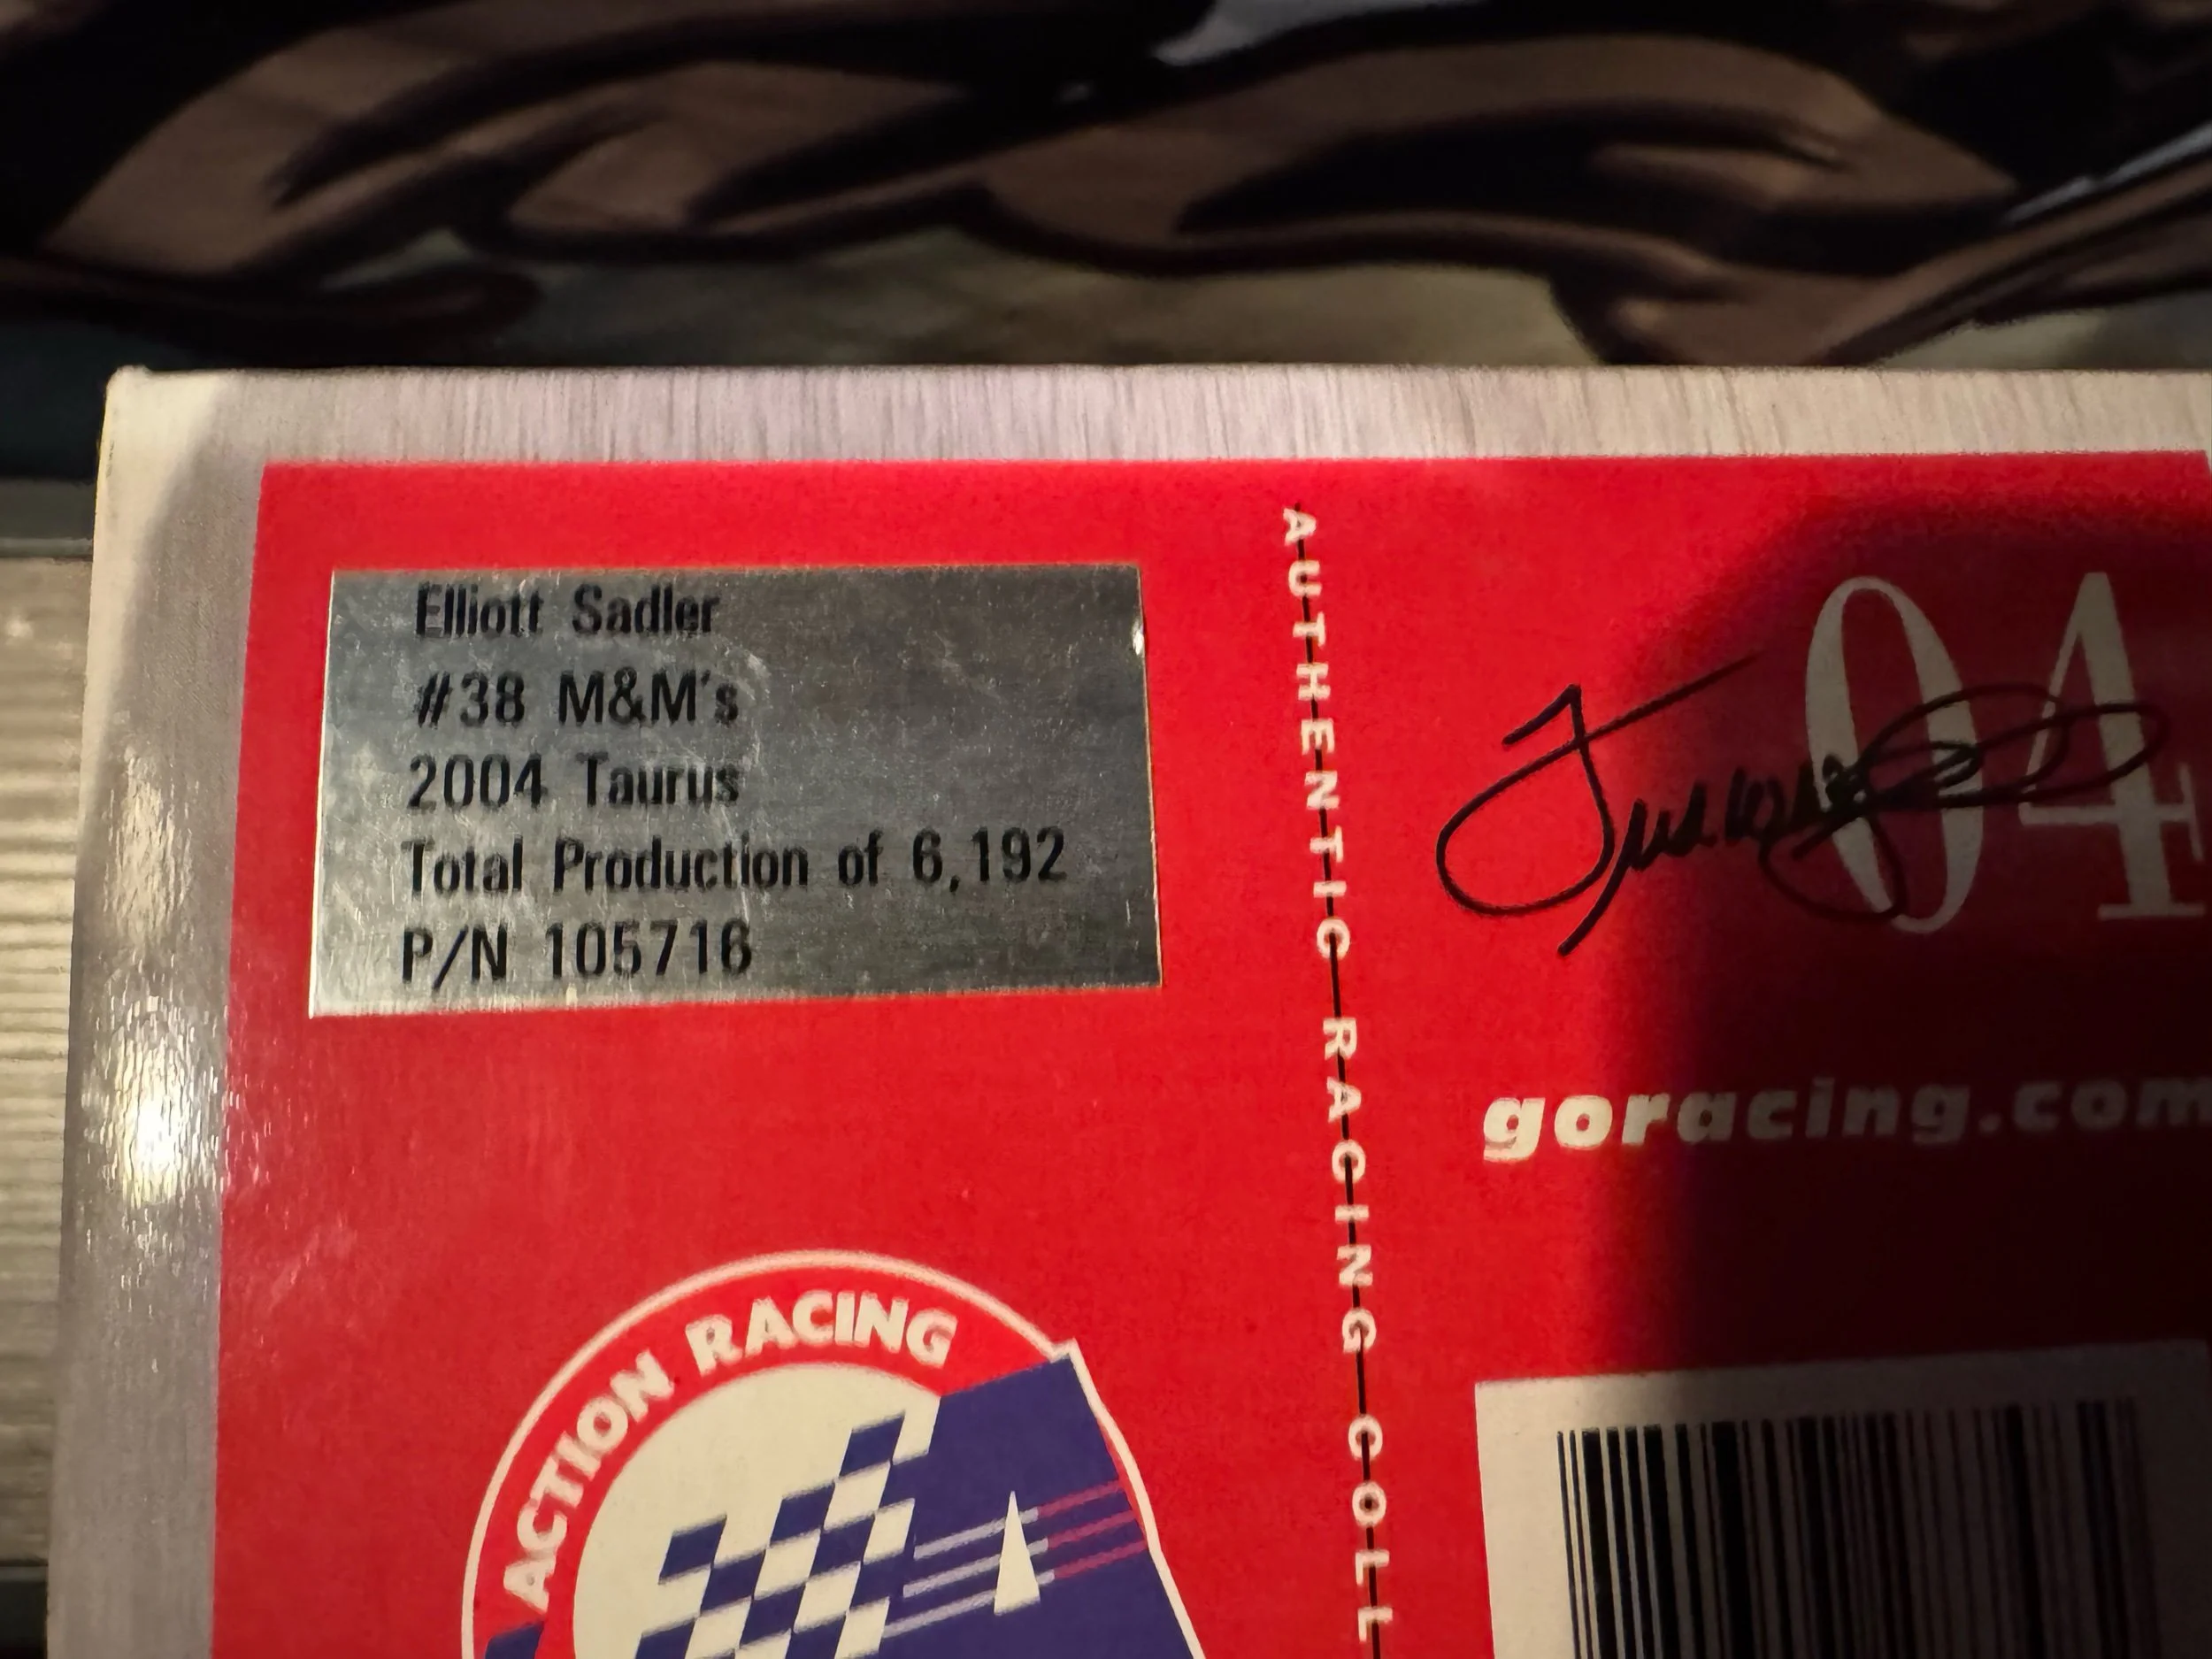 Elliott Sadler
#38 M&M's
2004 Taurus
Total Production of 6,192
P/N 105716
AUTHENTIC RACING COLL
04
goracing.com
ACTION RACING